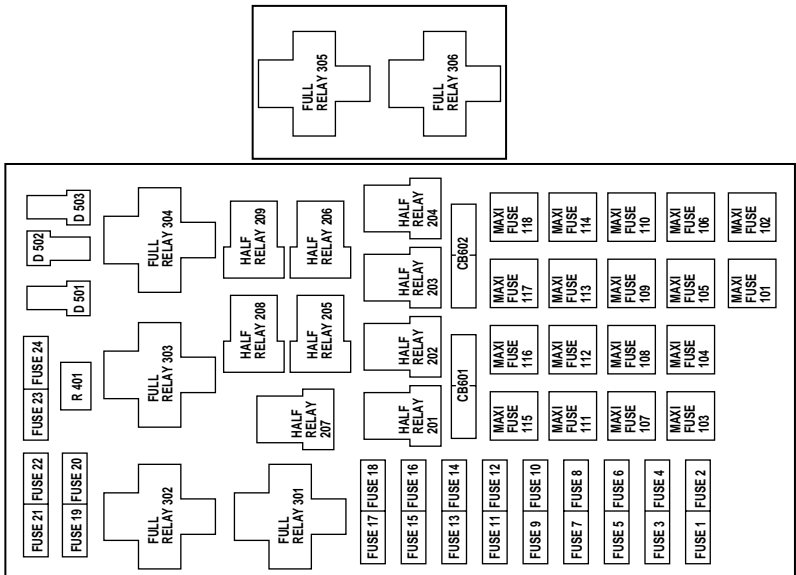 FULL
RELAY 305
FULL
RELAY 306
D 503
D 502
D 501
FULL
RELAY 304
HALF
RELAY 209
HALF
RELAY 206
HALF
RELAY
204
CB602
MAXI
FUSE
118
MAXI
FUSE
114
MAXI
FUSE
110
MAXI
FUSE
106
MAXI
FUSE
102
HALF
RELAY
203
MAXI
FUSE
117
MAXI
FUSE
113
MAXI
FUSE
109
MAXI
FUSE
105
MAXI
FUSE
101
FUSE 24
FUSE 23
R 401
FULL
RELAY 303
HALF
RELAY 208
HALF
RELAY 205
HALF
RELAY
202
CB601
MAXI
FUSE
116
MAXI
FUSE
112
MAXI
FUSE
108
MAXI
FUSE
104
HALF
RELAY
207
HALF
RELAY
201
MAXI
FUSE
115
MAXI
FUSE
111
MAXI
FUSE
107
MAXI
FUSE
103
FUSE 22
FUSE 20
FUSE 21
FUSE 19
FULL
RELAY 302
FULL
RELAY 301
FUSE 18
FUSE 16
FUSE 14
FUSE 12
FUSE 10
FUSE 8
FUSE 6
FUSE 4
FUSE 2
FUSE 17
FUSE 15
FUSE 13
FUSE 11
FUSE 9
FUSE 7
FUSE 5
FUSE 3
FUSE 1